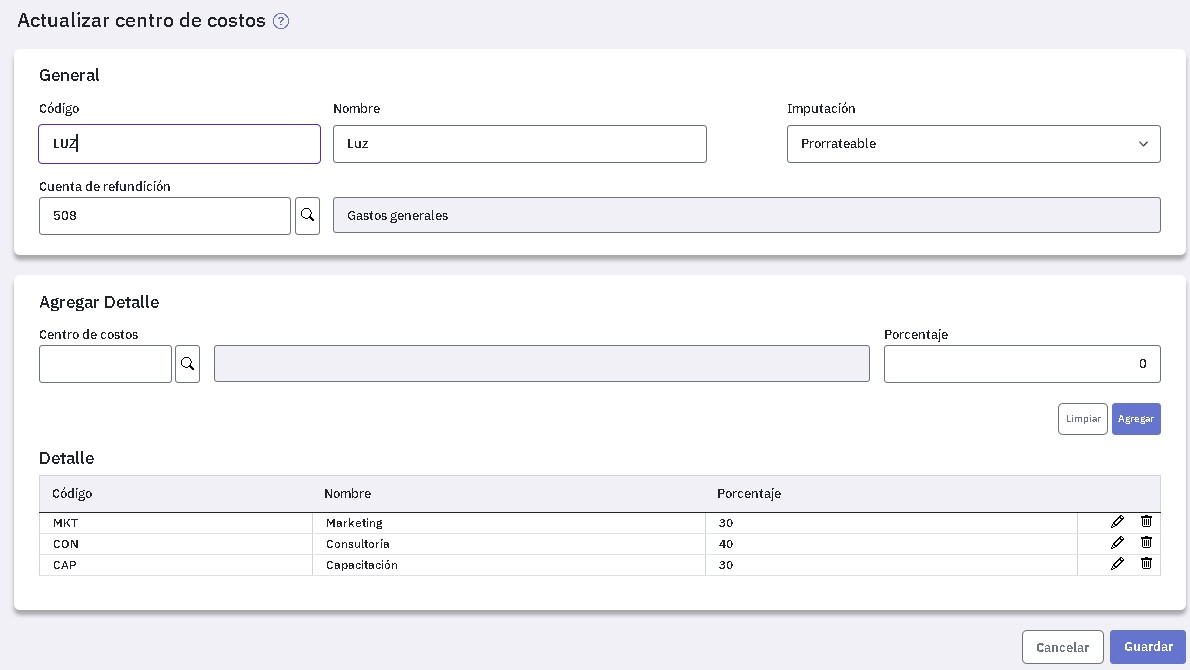 Actualizar centro de costos ?
General
Código Nombre Imputación
LUZ Luz Prorrateable
Cuenta de refundición
508 Gastos generales
Agregar Detalle
Centro de costos Porcentaje
0
Limpiar Agregar
Detalle
Código Nombre Porcentaje
MKT Marketing 30
CON Consultoría 40
CAP Capacitación 30
Cancelar Guardar